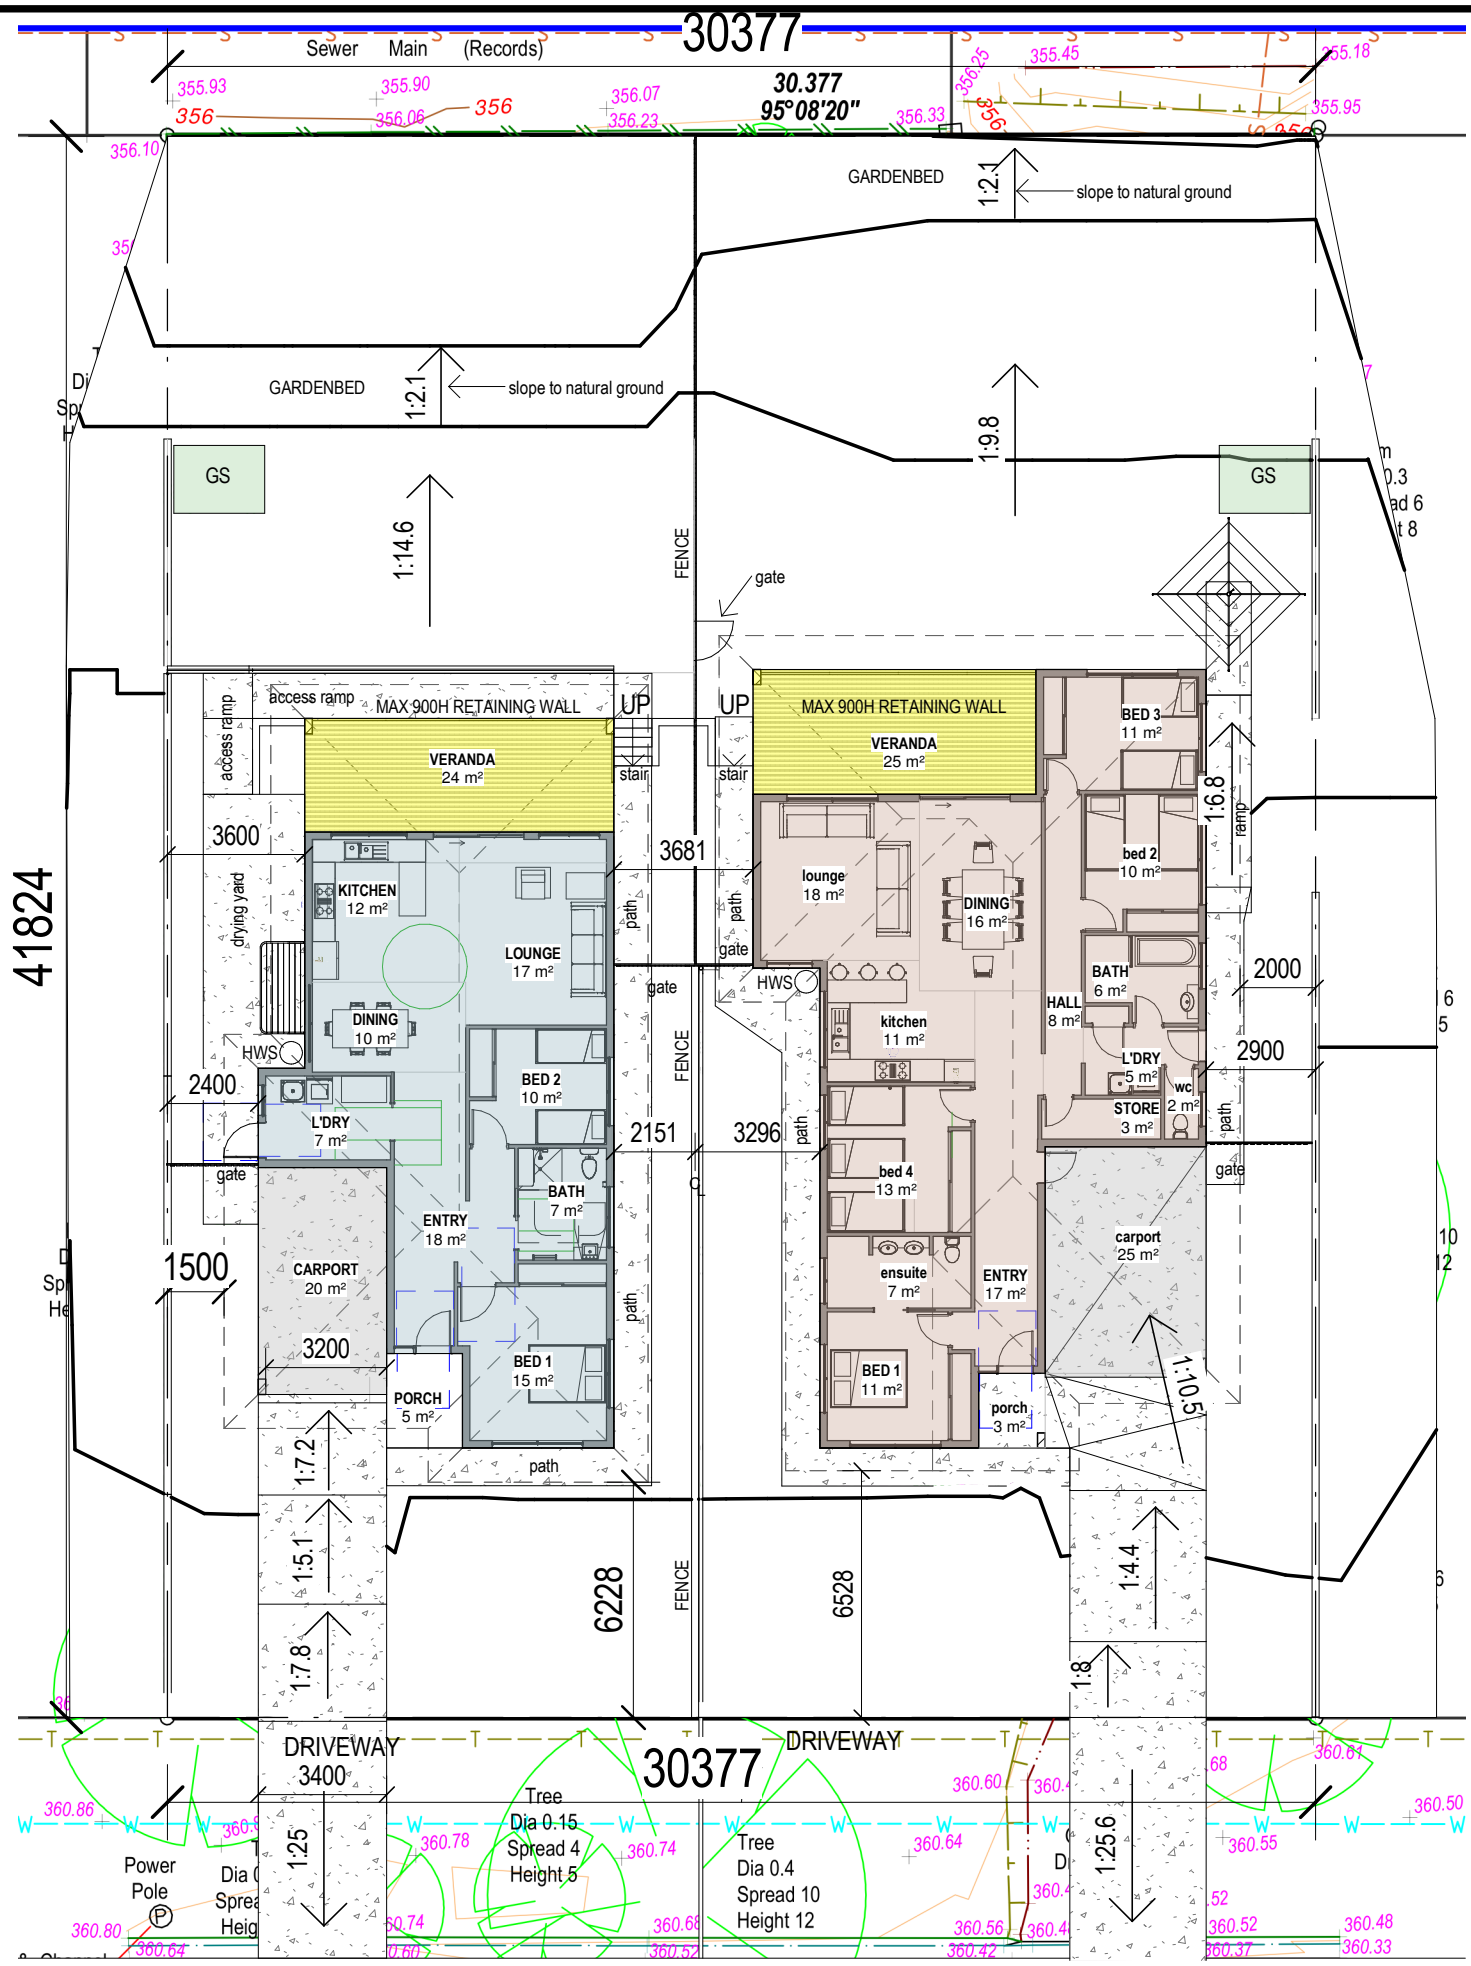 30377
Sewer Main (Records)
S S S S S S S S S S S
356.25
355.45
355.18
355.93
355.90
356.07
30.377
95°08'20"
355.95
356
356.06
356
356.23
356.33
356
356.10
GARDENBED
1:2.1
slope to natural ground
GARDENBED
1:2.1
slope to natural ground
1:9.8
GS
GS
1:14.6
FENCE
gate
41824
access ramp
access ramp
MAX 900H RETAINING WALL
UP
UP
MAX 900H RETAINING WALL
VERANDA
24 m²
VERANDA
25 m²
stair
stair
BED 3
11 m²
1:6.8
ramp
3600
3681
KITCHEN
12 m²
lounge
18 m²
DINING
16 m²
bed 2
10 m²
drying yard
path
path
LOUNGE
17 m²
gate
gate
HWS
BATH
6 m²
2000
DINING
10 m²
kitchen
11 m²
HALL
8 m²
HWS
FENCE
2400
BED 2
10 m²
L'DRY
5 m²
wc
2 m²
2900
L'DRY
7 m²
STORE
3 m²
path
2151
3296
path
gate
gate
BATH
7 m²
bed 4
13 m²
CL
ENTRY
18 m²
1500
CARPORT
20 m²
carport
25 m²
ensuite
7 m²
ENTRY
17 m²
path
3200
BED 1
15 m²
BED 1
11 m²
1:10.5
PORCH
5 m²
porch
3 m²
path
1:7.2
1:5.1
1:4.4
6228
FENCE
6528
1:7.8
1:8
T T T T T T T
DRIVEWAY
DRIVEWAY
30377
3400
360.61
360.60
360.50
360.86
Tree
Dia 0.15
Spread 4
Height 5
W W W W W W W W W W W
360.78
360.74
360.64
360.55
1:25
1:25.6
Tree
Dia 0.4
Spread 10
Height 12
Power
Pole
P
360.80
360.64
360.68
360.52
360.56
360.42
360.52
360.48
360.33